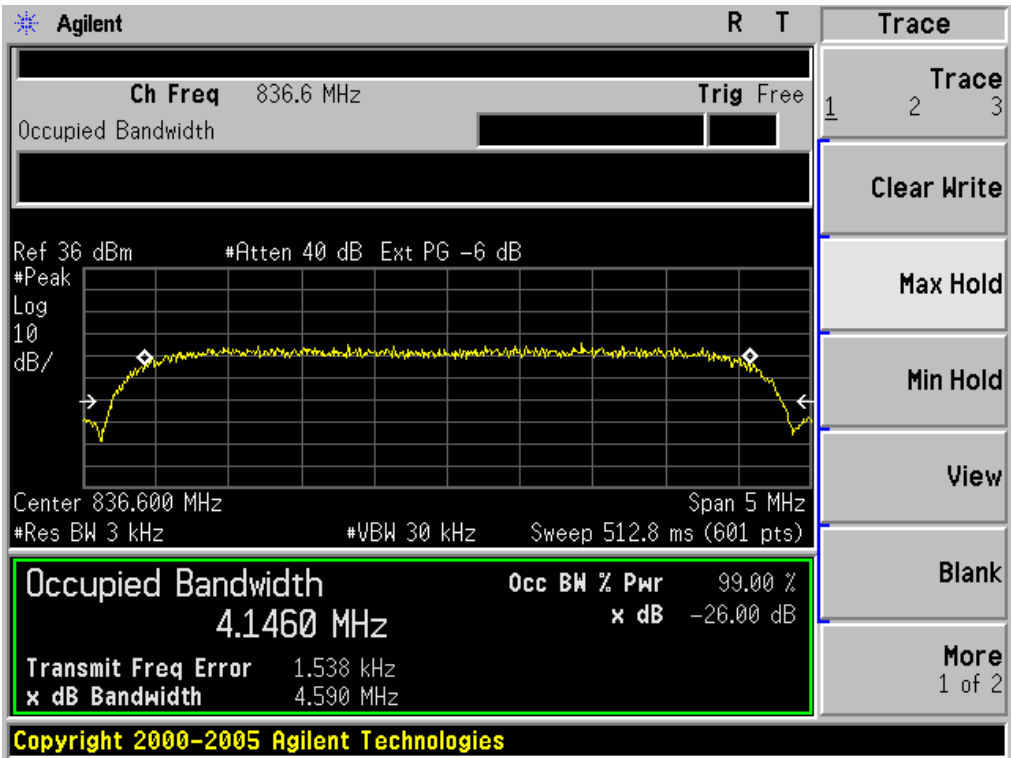 Agilent R T
Ch Freq 836.6 MHz Trig Free
Occupied Bandwidth
Ref 36 dBm #Atten 40 dB Ext PG -6 dB
#Peak
Log
10
dB/
Center 836.600 MHz Span 5 MHz
#Res BW 3 kHz #VBW 30 kHz Sweep 512.8 ms (601 pts)
Occupied Bandwidth Occ BW % Pwr 99.00 %
4.1460 MHz x dB -26.00 dB
Transmit Freq Error 1.538 kHz
x dB Bandwidth 4.590 MHz
Copyright 2000-2005 Agilent Technologies
Trace
Trace
1 2 3
Clear Write
Max Hold
Min Hold
View
Blank
More
1 of 2